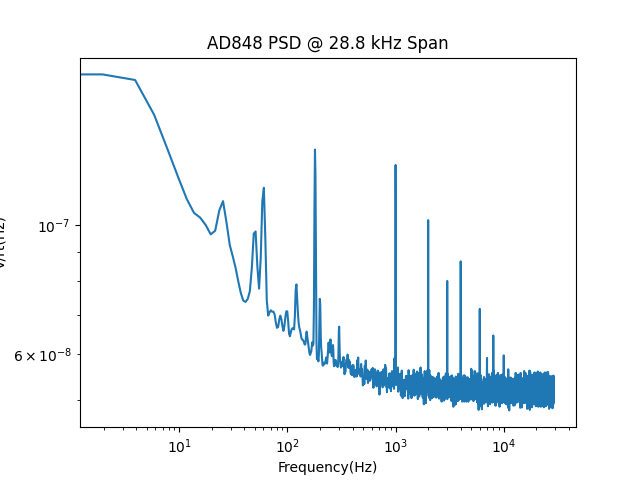 AD848 PSD @ 28.8 kHz Span
10⁻⁷
6 × 10⁻⁸
10¹ 10² 10³ 10⁴
Frequency(Hz)